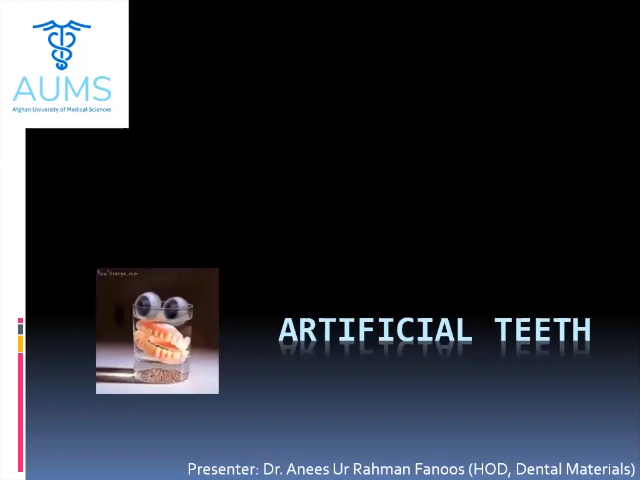 AUMS
Afghan University of Medical Sciences
ARTIFICIAL TEETH
Presenter: Dr. Anees Ur Rahman Fanoos (HOD, Dental Materials)